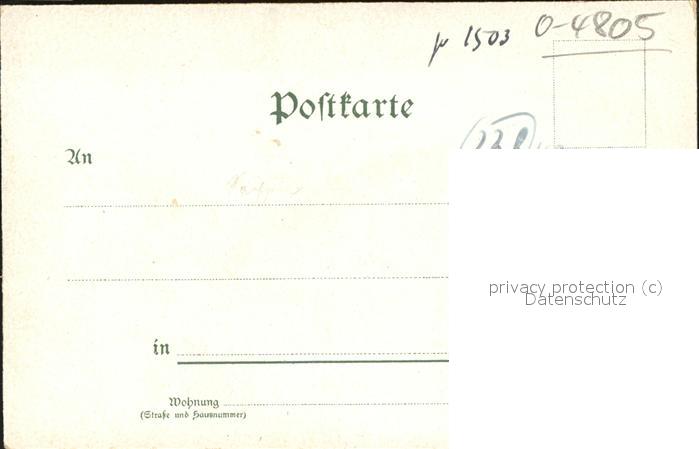 µ 1503 0-4805
Postkarte
An
privacy protection (c)
Datenschutz
in
Wohnung
(Straße und Hausnummer)